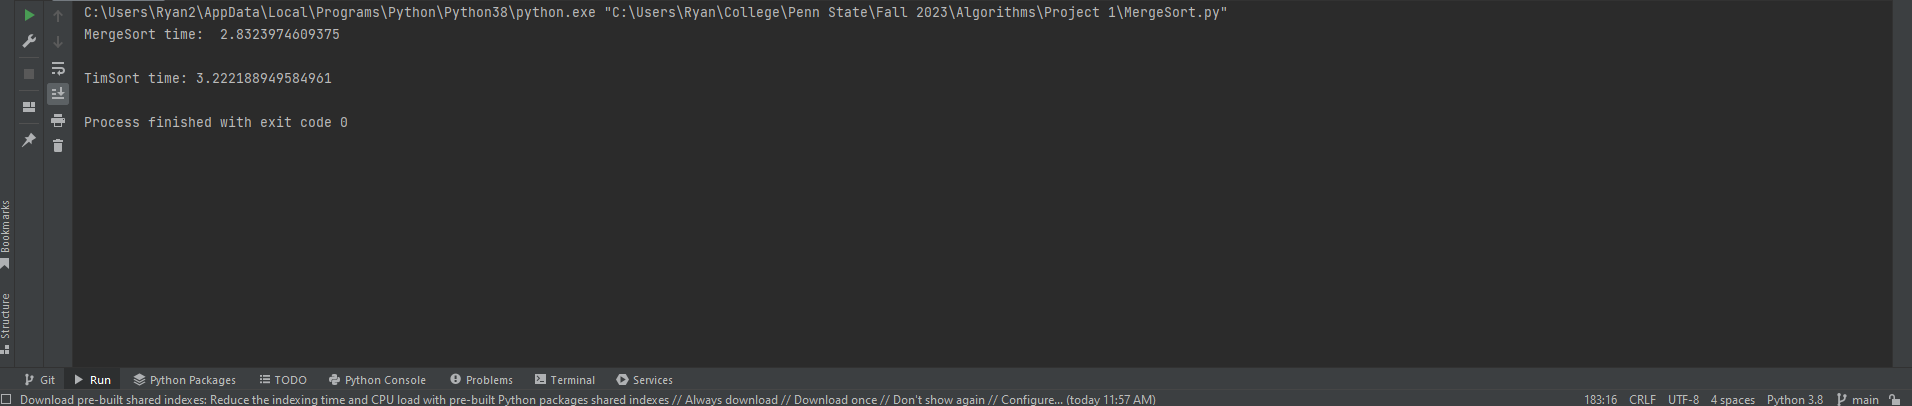 C:\Users\Ryan2\AppData\Local\Programs\Python\Python38\python.exe "C:\Users\Ryan\College\Penn State\Fall 2023\Algorithms\Project 1\MergeSort.py"
MergeSort time:  2.8323974609375
TimSort time: 3.222188949584961
Process finished with exit code 0
Bookmarks
Structure
Git Run Python Packages TODO Python Console Problems Terminal Services
Download pre-built shared indexes: Reduce the indexing time and CPU load with pre-built Python packages shared indexes // Always download // Download once // Don't show again // Configure... (today 11:57 AM) 183:16 CRLF UTF-8 4 spaces Python 3.8 main